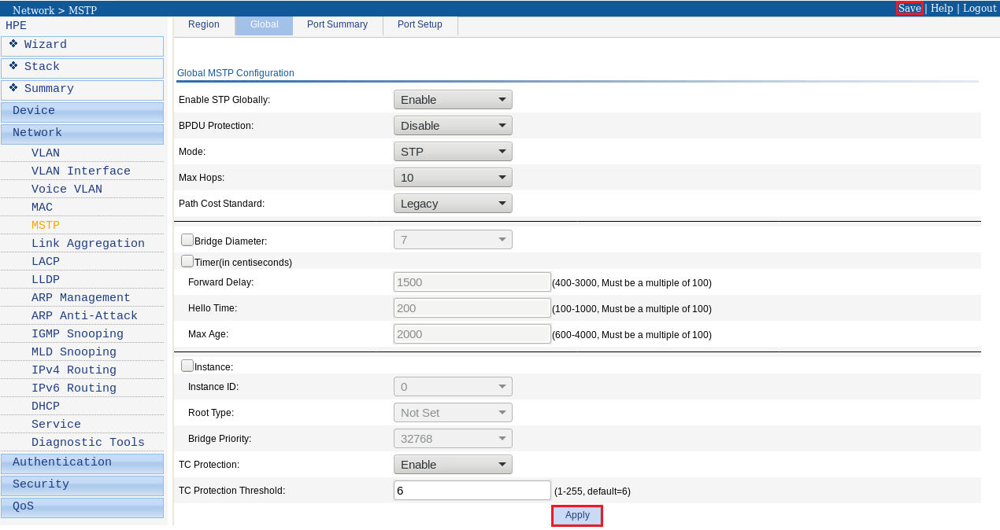 Network > MSTP
Save | Help | Logout
HPE
Wizard
Stack
Summary
Device
Network
VLAN
VLAN Interface
Voice VLAN
MAC
MSTP
Link Aggregation
LACP
LLDP
ARP Management
ARP Anti-Attack
IGMP Snooping
MLD Snooping
IPv4 Routing
IPv6 Routing
DHCP
Service
Diagnostic Tools
Authentication
Security
QoS
Region Global Port Summary Port Setup
Global MSTP Configuration
Enable STP Globally: Enable
BPDU Protection: Disable
Mode: STP
Max Hops: 10
Path Cost Standard: Legacy
Bridge Diameter: 7
Timer(in centiseconds)
Forward Delay: 1500 (400-3000, Must be a multiple of 100)
Hello Time: 200 (100-1000, Must be a multiple of 100)
Max Age: 2000 (600-4000, Must be a multiple of 100)
Instance:
Instance ID: 0
Root Type: Not Set
Bridge Priority: 32768
TC Protection: Enable
TC Protection Threshold: 6 (1-255, default=6)
Apply